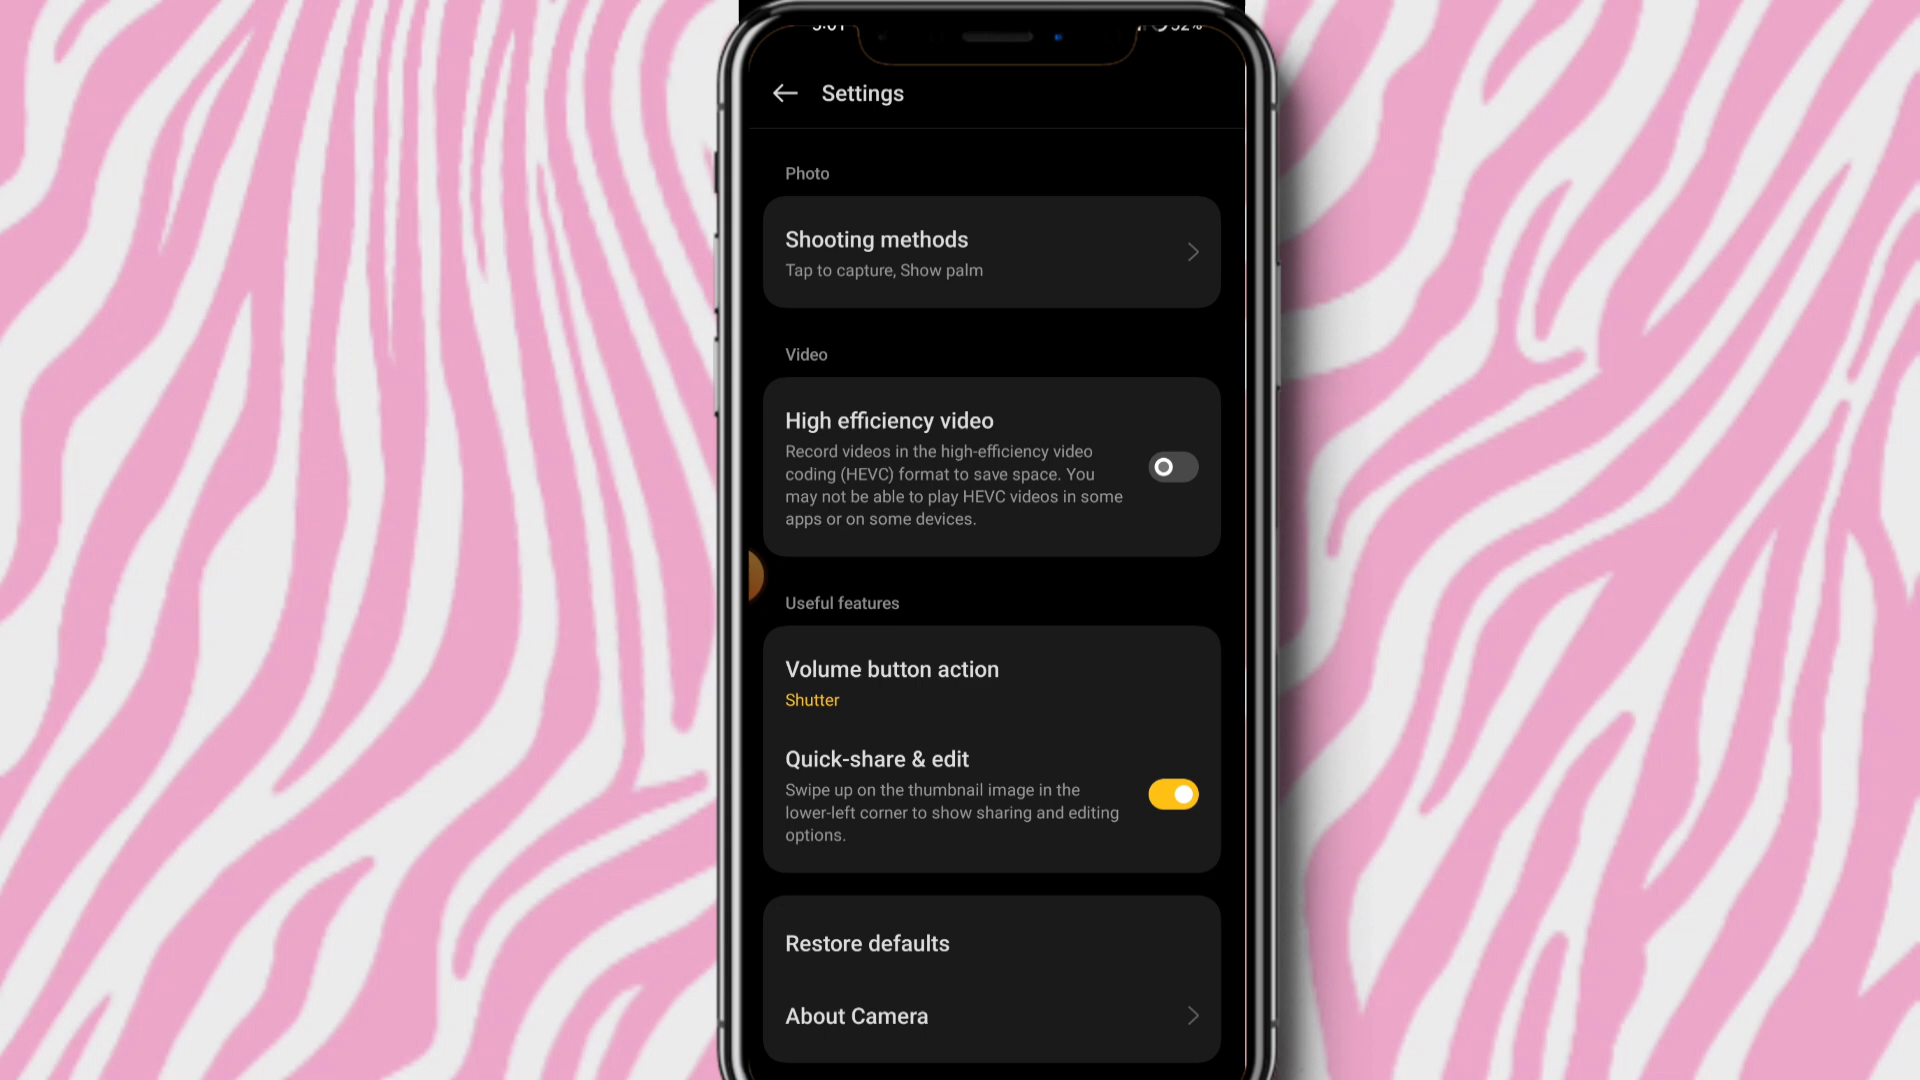 Settings
Photo
Shooting methods
Tap to capture, Show palm
Video
High efficiency video
Record videos in the high-efficiency video
coding (HEVC) format to save space. You
may not be able to play HEVC videos in some
apps or on some devices.
Useful features
Volume button action
Shutter
Quick-share & edit
Swipe up on the thumbnail image in the
lower-left corner to show sharing and editing
options.
Restore defaults
About Camera